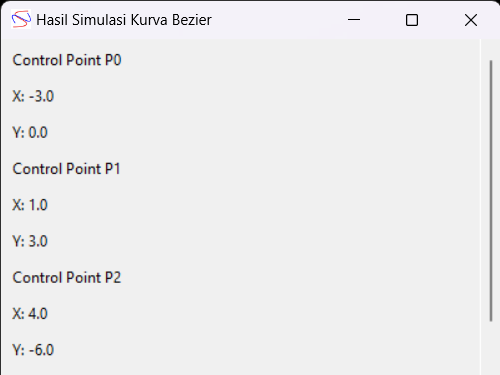 Hasil Simulasi Kurva Bezier
Control Point P0
X: -3.0
Y: 0.0
Control Point P1
X: 1.0
Y: 3.0
Control Point P2
X: 4.0
Y: -6.0